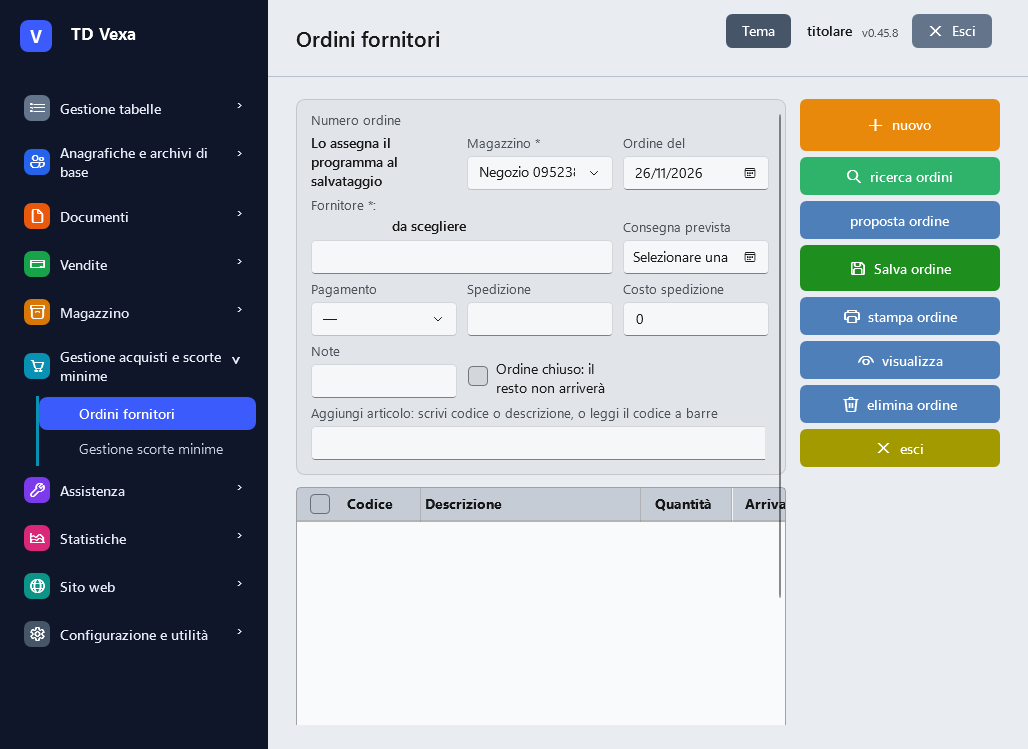 V
TD Vexa
Gestione tabelle
Anagrafiche e archivi di
base
Documenti
Vendite
Magazzino
Gestione acquisti e scorte
minime
Ordini fornitori
Gestione scorte minime
Assistenza
Statistiche
Sito web
Configurazione e utilità
Ordini fornitori
Tema
titolare v0.45.8
Esci
Numero ordine
Lo assegna il
programma al
salvataggio
Magazzino *
Negozio 09523
Ordine del
26/11/2026
Fornitore *:
da scegliere
Consegna prevista
Selezionare una
Pagamento
—
Spedizione
Costo spedizione
0
Note
Ordine chiuso: il
resto non arriverà
Aggiungi articolo: scrivi codice o descrizione, o leggi il codice a barre
Codice Descrizione Quantità Arriva
nuovo
ricerca ordini
proposta ordine
Salva ordine
stampa ordine
visualizza
elimina ordine
esci